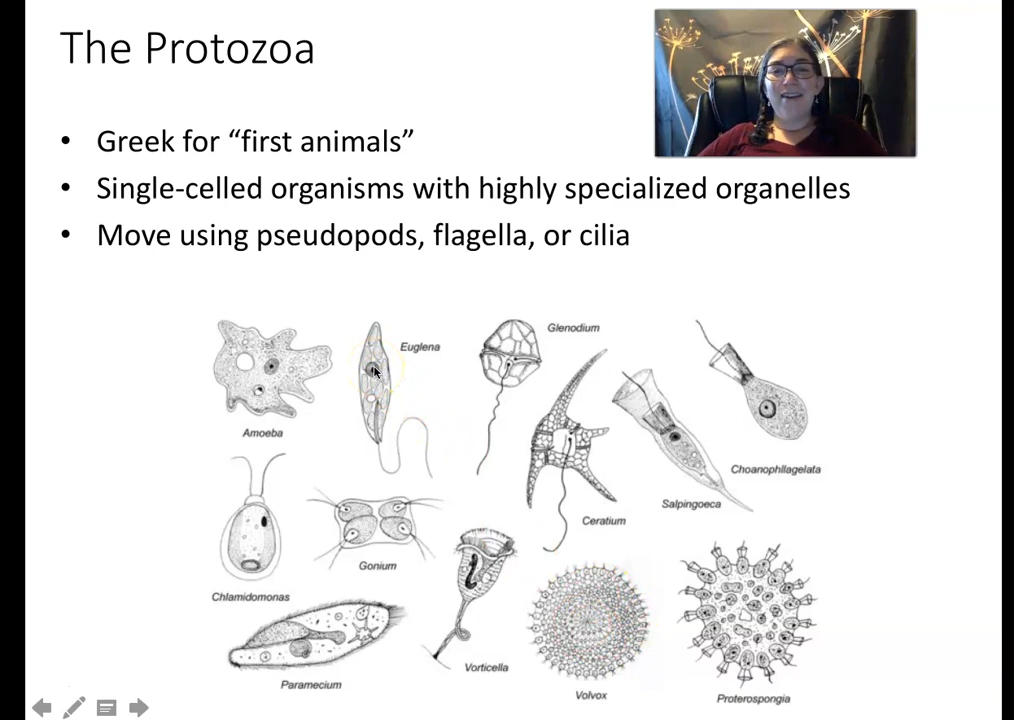 The Protozoa
• Greek for “first animals”
• Single-celled organisms with highly specialized organelles
• Move using pseudopods, flagella, or cilia
Glenodium
Euglena
Amoeba
Choanophllagelata
Salpingoeca
Ceratium
Gonium
Chlamidomonas
Vorticella
Paramecium
Volvox
Proterospongia